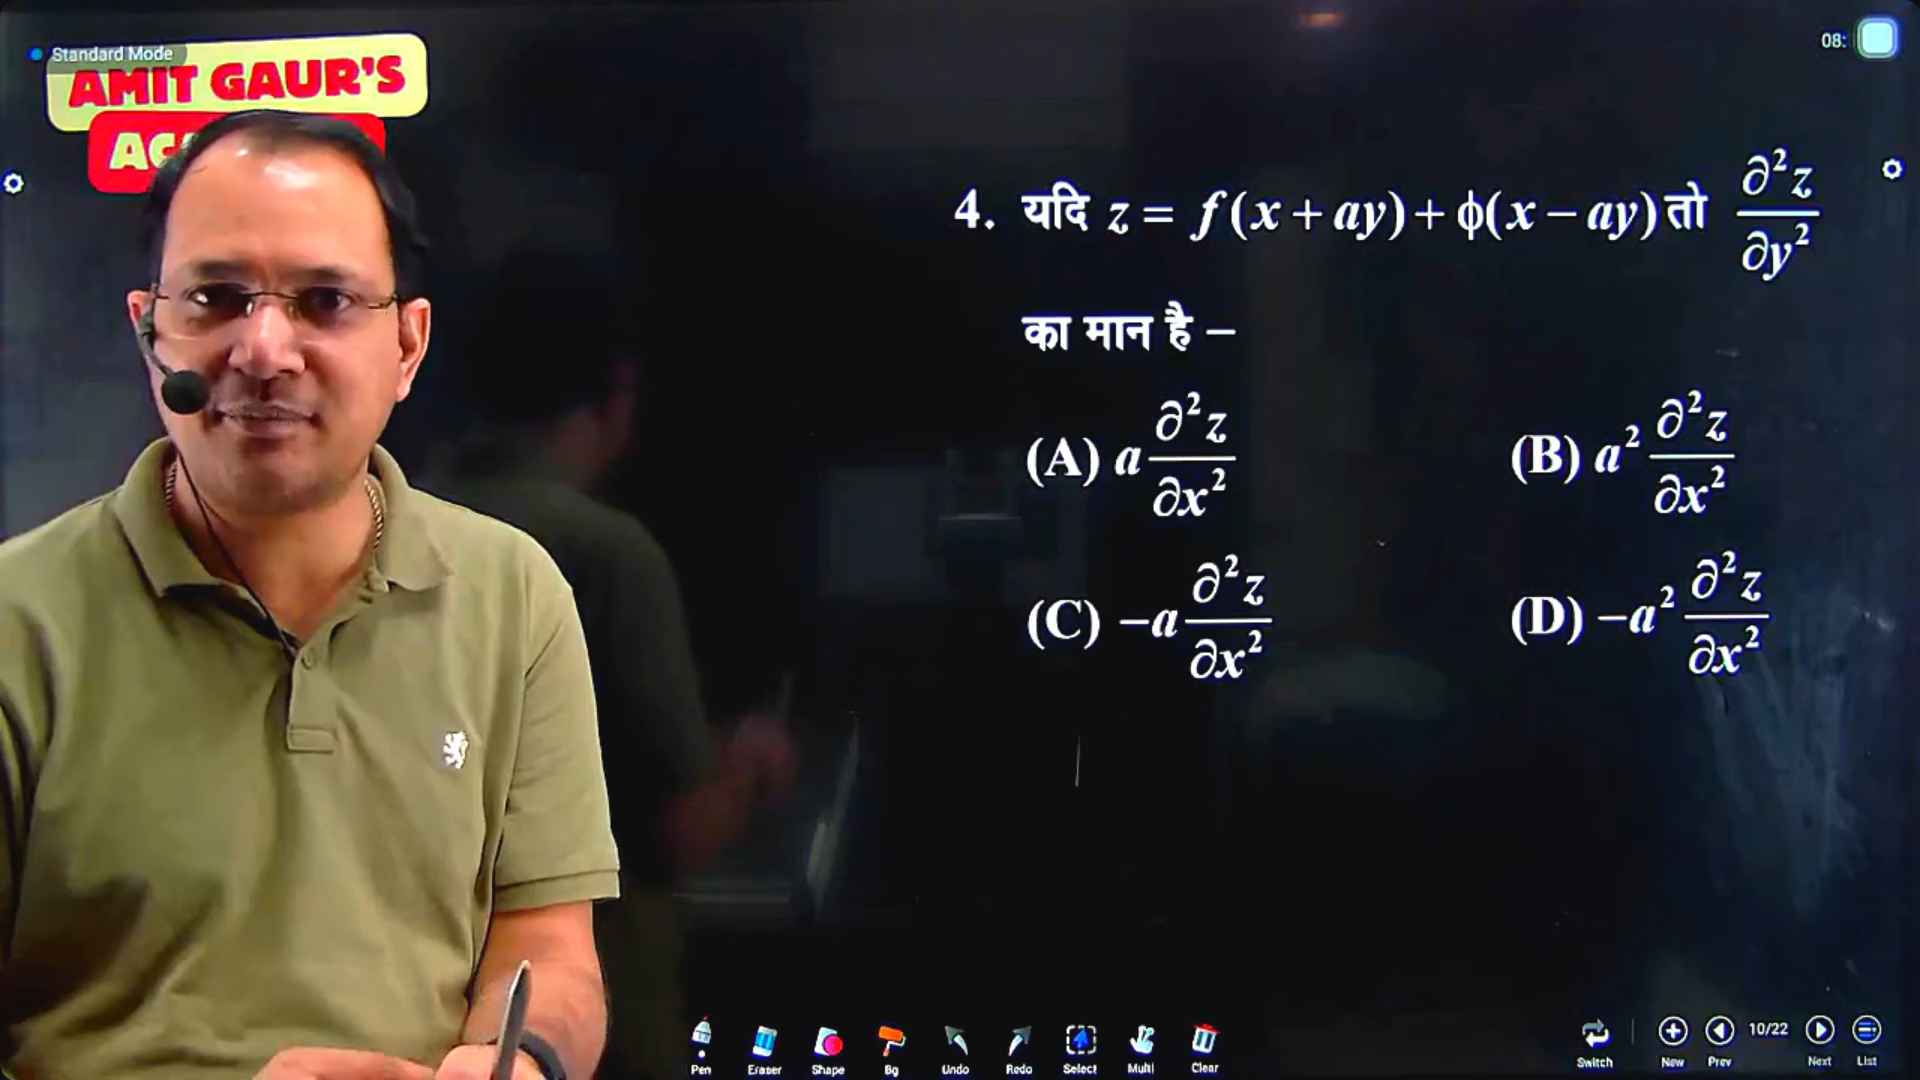 Standard Mode
08:
AMIT GAUR'S
4. यदि z = f(x + ay) + ϕ(x − ay) तो ∂²z/∂y²
का मान है –
(A) a ∂²z/∂x²
(B) a² ∂²z/∂x²
(C) −a ∂²z/∂x²
(D) −a² ∂²z/∂x²
Pen Eraser Shape Bg Undo Redo Select Multi Clear Switch New Prev 10/22 Next List